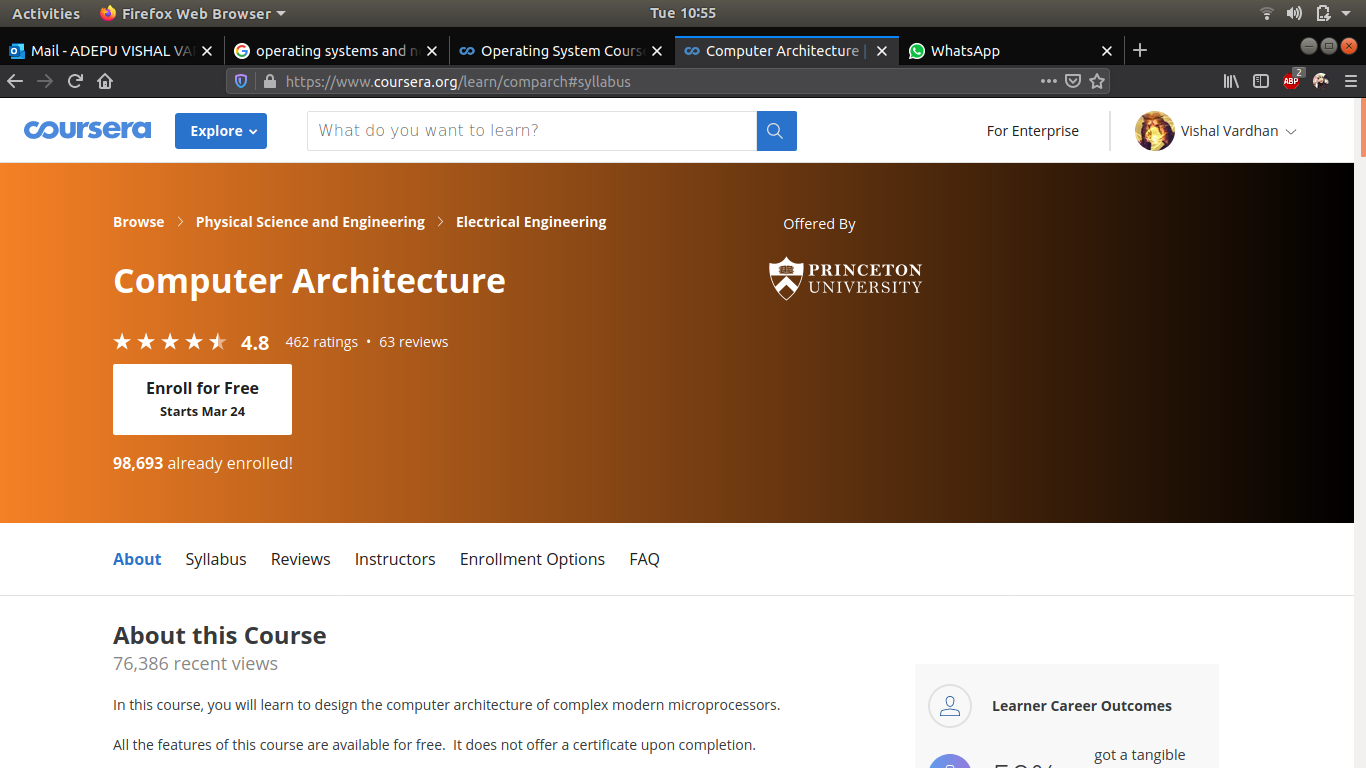 Activities Firefox Web Browser Tue 10:55
Mail - ADEPU VISHAL operating systems and Operating System Computer Architecture | WhatsApp
https://www.coursera.org/learn/comparch#syllabus ABP 2
coursera Explore What do you want to learn? For Enterprise Vishal Vardhan
Browse Physical Science and Engineering Electrical Engineering Offered By
PRINCETON
UNIVERSITY
Computer Architecture
4.8 462 ratings • 63 reviews
Enroll for Free
Starts Mar 24
98,693 already enrolled!
About Syllabus Reviews Instructors Enrollment Options FAQ
About this Course
76,386 recent views
In this course, you will learn to design the computer architecture of complex modern microprocessors.
Learner Career Outcomes
All the features of this course are available for free. It does not offer a certificate upon completion.
got a tangible